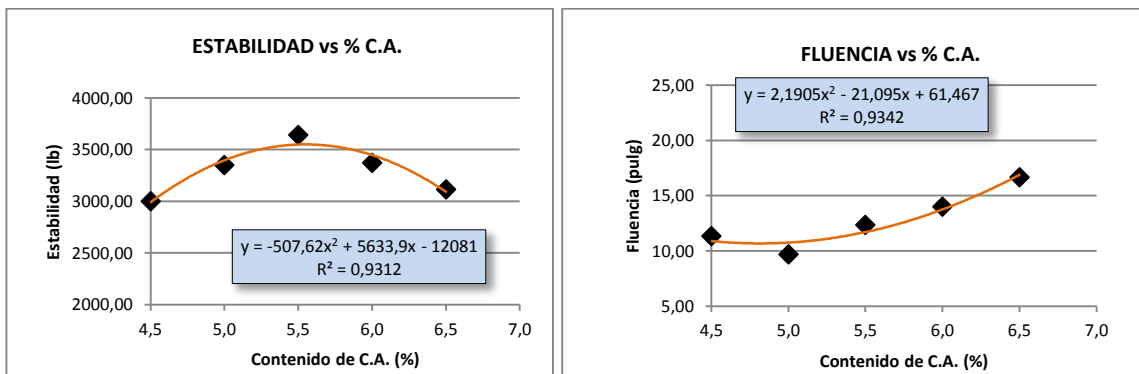 ESTABILIDAD vs % C.A.
4000,00
3500,00
3000,00
2500,00
2000,00
Estabilidad (lb)
y = -507,62x² + 5633,9x - 12081
R² = 0,9312
4,5 5,0 5,5 6,0 6,5 7,0
Contenido de C.A. (%)
FLUENCIA vs % C.A.
25,00
20,00
15,00
10,00
5,00
Fluencia (pulg)
y = 2,1905x² - 21,095x + 61,467
R² = 0,9342
4,5 5,0 5,5 6,0 6,5 7,0
Contenido de C.A. (%)